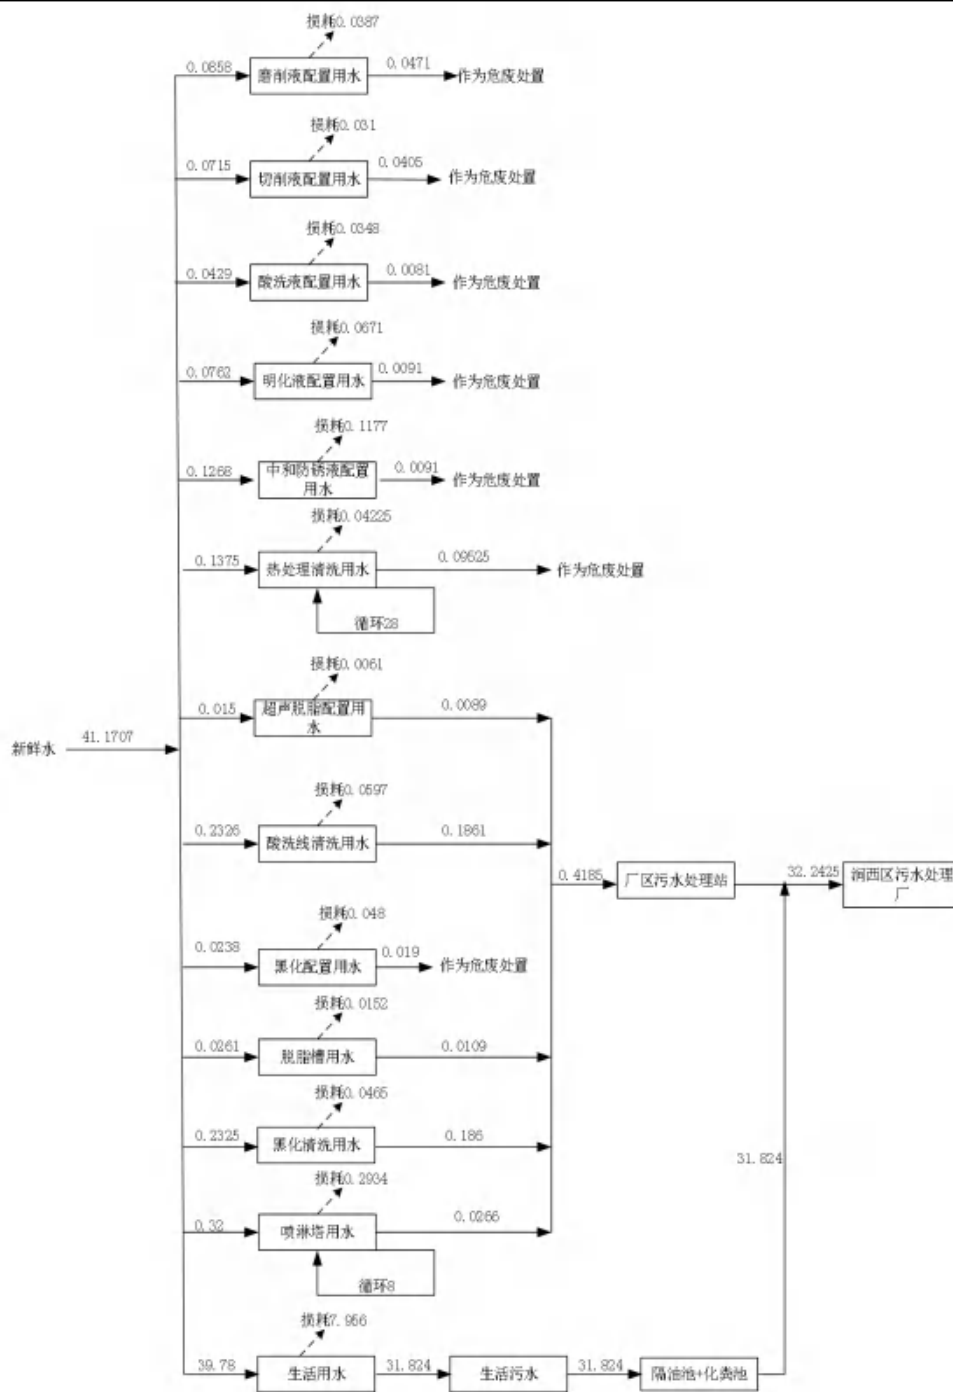 损耗0.0387
0.0858
磨削液配置用水
0.0471
作为危废处置
损耗0.031
0.0715
切削液配置用水
0.0405
作为危废处置
损耗0.0348
0.0429
酸洗液配置用水
0.0081
作为危废处置
损耗0.0671
0.0762
明化液配置用水
0.0091
作为危废处置
损耗0.1177
0.1268
中和防锈液配置
用水
0.0091
作为危废处置
损耗0.04225
0.1375
热处理清洗用水
0.09525
作为危废处置
循环28
损耗0.0061
0.015
超声脱脂配置用
水
0.0089
新鲜水
41.1707
损耗0.0597
0.2326
酸洗线清洗用水
0.1861
0.4185
厂区污水处理站
32.2425
涧西区污水处理
厂
损耗0.048
0.0238
黑化配置用水
0.019
作为危废处置
损耗0.0152
0.0261
脱脂槽用水
0.0109
损耗0.0465
0.2325
黑化清洗用水
0.186
31.824
损耗0.2934
0.32
喷淋塔用水
0.0266
循环8
损耗7.956
39.78
生活用水
31.824
生活污水
31.824
隔油池+化粪池